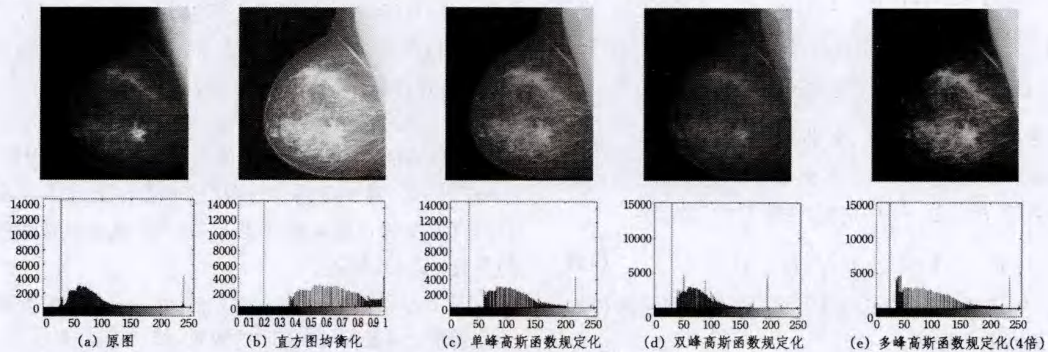 14000 14000 14000 15000 15000
12000 12000 12000
10000 10000 10000 10000 10000
8000 8000 8000
6000 6000 6000
4000 4000 4000 5000 5000
2000 2000 2000
0 0 0 0 0
0 50 100 150 200 250 0 0.1 0.2 0.3 0.4 0.5 0.6 0.7 0.8 0.9 1 0 50 100 150 200 250 0 50 100 150 200 250 0 50 100 150 200 250
(a) 原图 (b) 直方图均衡化 (c) 单峰高斯函数规定化 (d) 双峰高斯函数规定化 (e) 多峰高斯函数规定化(4倍)